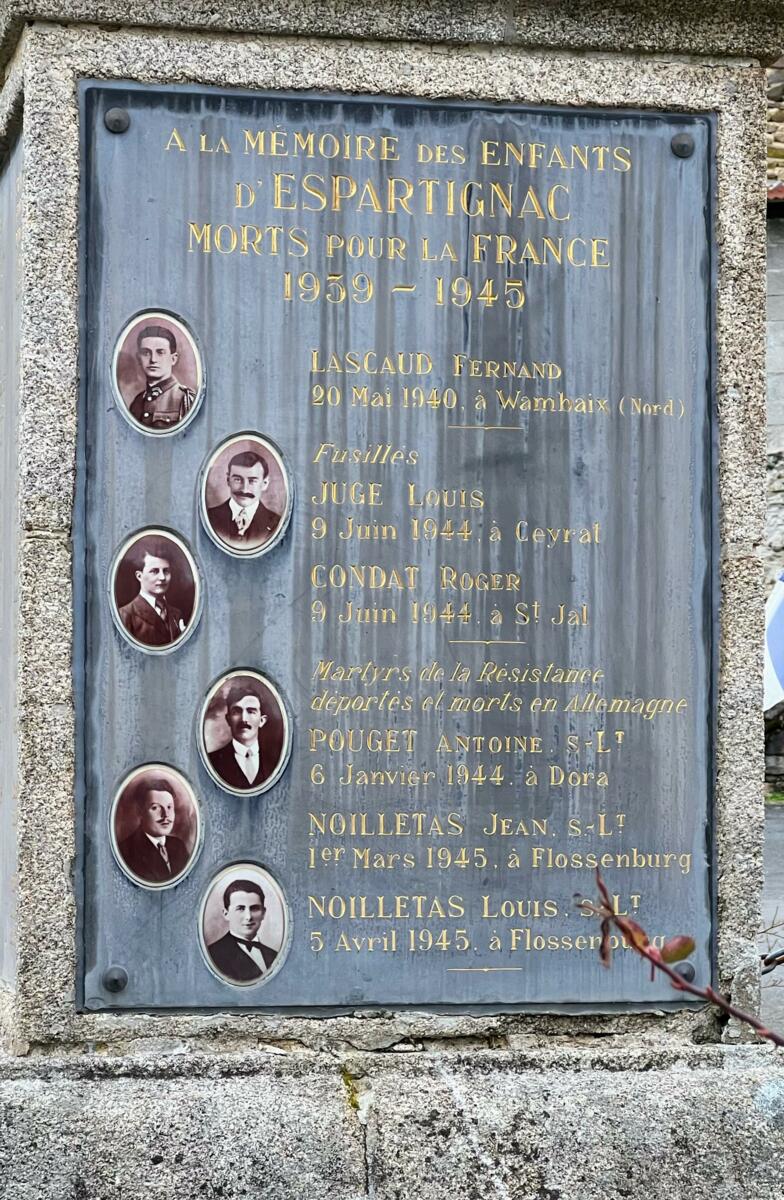 A LA MÉMOIRE DES ENFANTS
D'ESPARTIGNAC
MORTS POUR LA FRANCE
1939 – 1945
LASCAUD FERNAND
20 Mai 1940, à Wambaix (Nord)
Fusillés
JUGE LOUIS
9 Juin 1944, à Ceyrat
CONDAT ROGER
9 Juin 1944, à St Jal
Martyrs de la Résistance
déportés et morts en Allemagne
POUGET ANTOINE. S-LT
6 Janvier 1944. à Dora
NOILLETAS JEAN. S-LT
1er Mars 1945, à Flossenburg
NOILLETAS LOUIS. S-LT
5 Avril 1945. à Flossenburg